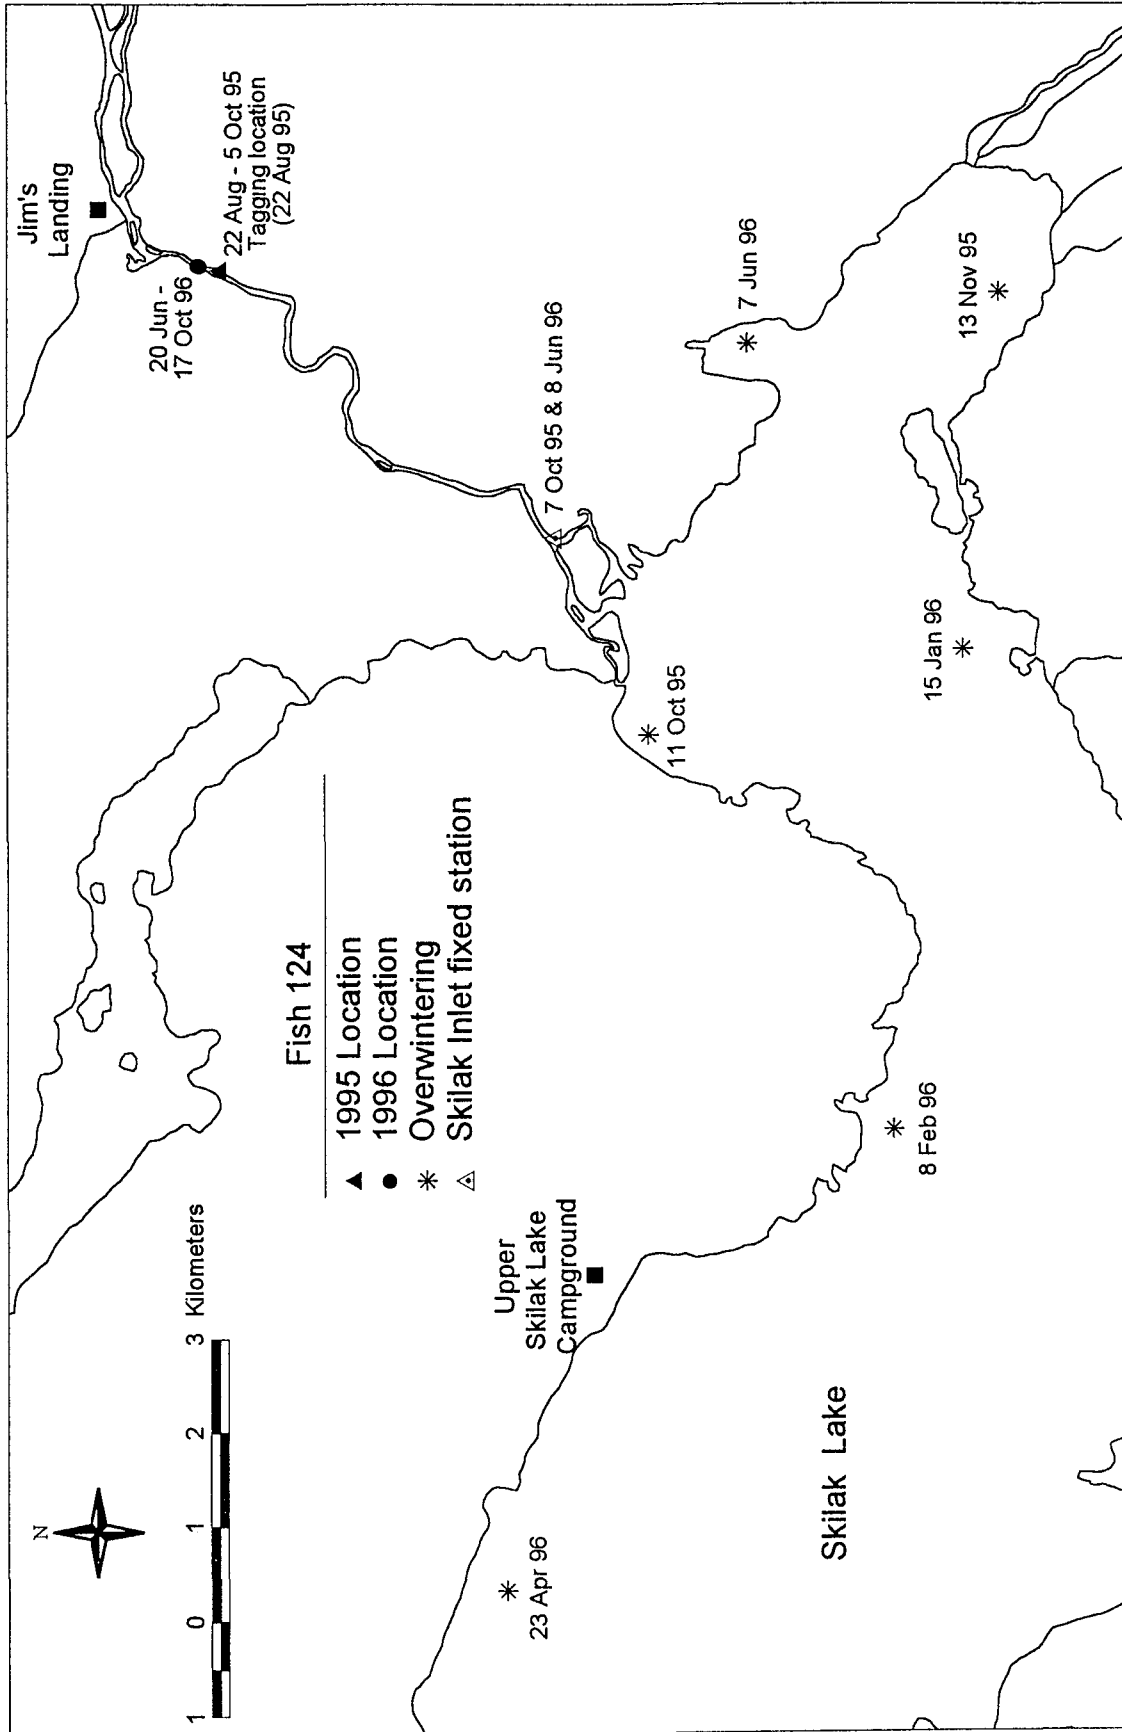 N
1 0 1 2 3 Kilometers
Jim's
Landing
20 Jun -
17 Oct 96
22 Aug - 5 Oct 95
Tagging location
(22 Aug 95)
Fish 124
1995 Location
1996 Location
Overwintering
Skilak Inlet fixed station
7 Oct 95 & 8 Jun 96
Upper
Skilak Lake
Campground
23 Apr 96
11 Oct 95
7 Jun 96
8 Feb 96
15 Jan 96
13 Nov 95
Skilak Lake